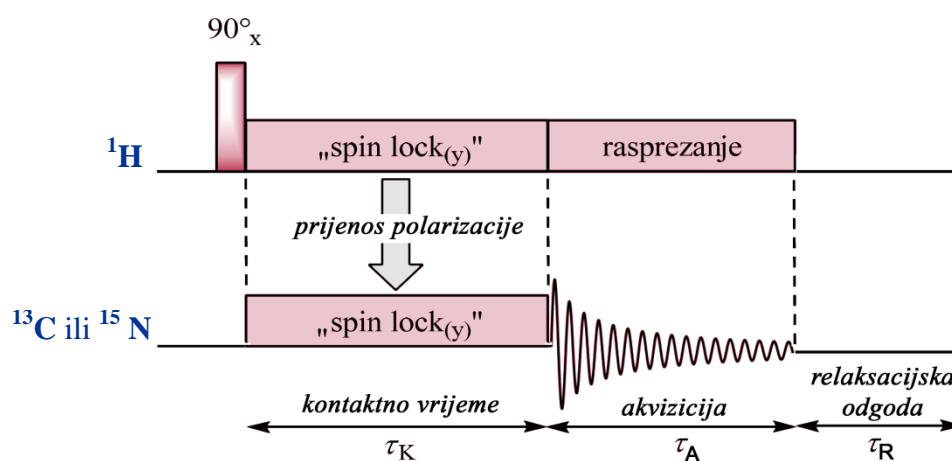 90°x
¹H
„spin lock(y)"
rasprezanje
prijenos polarizacije
¹³C ili ¹⁵ N
„spin lock(y)"
kontaktno vrijeme
akvizicija
relaksacijska
odgoda
τK
τA
τR